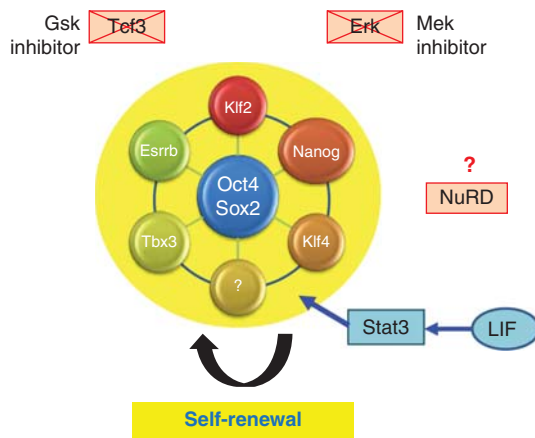 Gsk
inhibitor
Tcf3
Erk
Mek
inhibitor
Klf2
Esrrb
Nanog
Oct4
Sox2
?
NuRD
Tbx3
Klf4
?
Stat3
LIF
Self-renewal